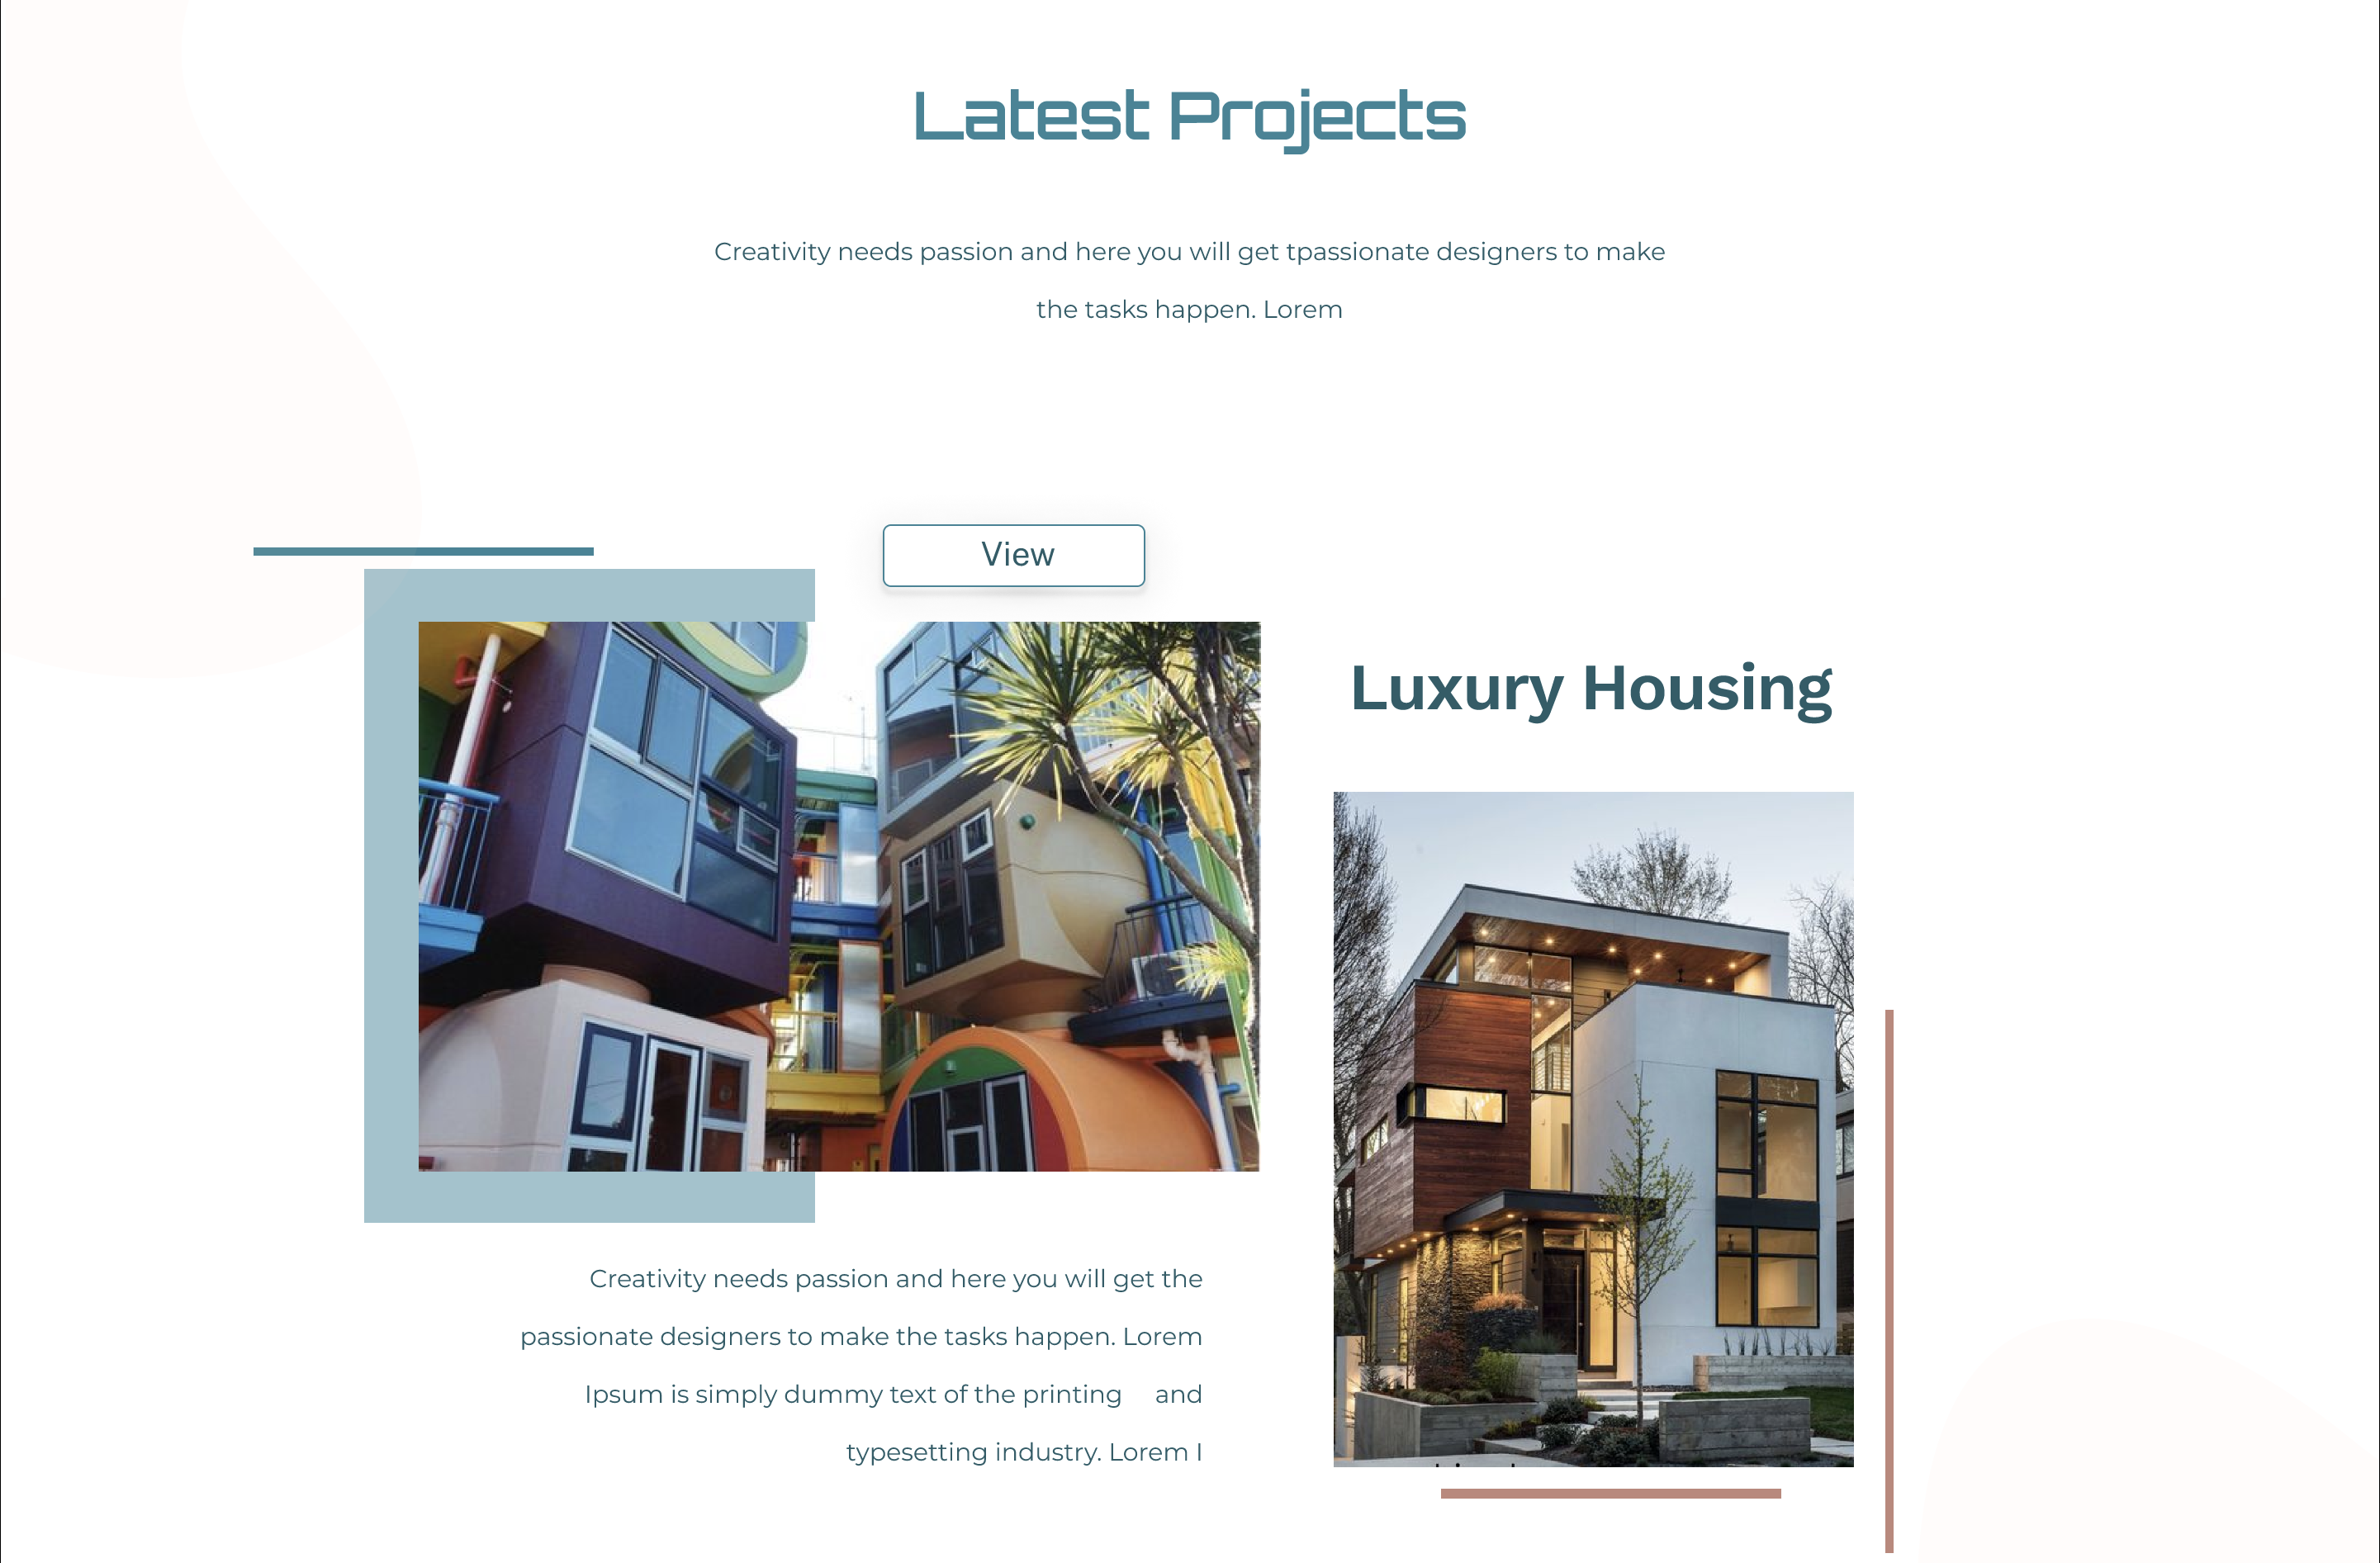 Latest Projects
Creativity needs passion and here you will get tpassionate designers to make
the tasks happen. Lorem
View
Luxury Housing
Creativity needs passion and here you will get the
passionate designers to make the tasks happen. Lorem
Ipsum is simply dummy text of the printing and
typesetting industry. Lorem I